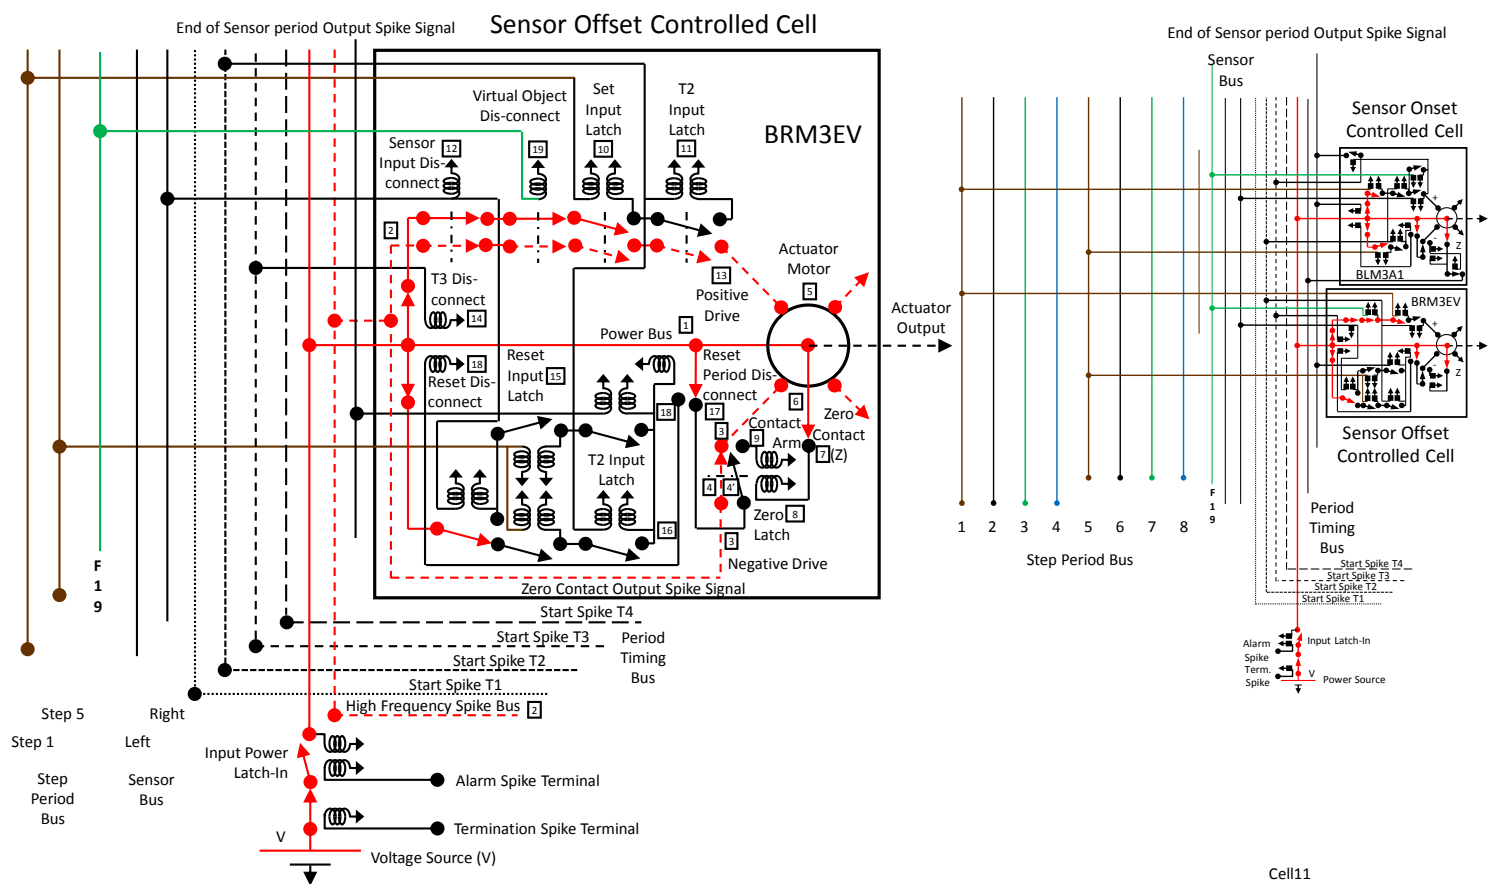 End of Sensor period Output Spike Signal
Sensor Offset Controlled Cell
BRM3EV
Virtual Object
Dis-connect
Set
Input
Latch
T2
Input
Latch
Sensor
Input Dis-
connect
12
19
10
11
2
T3 Dis-
connect
14
13
Positive
Drive
Actuator
Motor
5
Actuator
Output
Power Bus
1
18
Reset Dis-
connect
Reset
Input
Latch
15
Reset
Period Dis-
connect
17
18
3
6
Contact
Arm
9
Zero
Contact
(Z)
7
T2 Input
Latch
4
4'
Zero
Latch
8
16
3
Negative Drive
Zero Contact Output Spike Signal
F
1
9
Start Spike T4
Start Spike T3
Start Spike T2
Start Spike T1
Period
Timing
Bus
High Frequency Spike Bus
2
Step 5
Right
Step 1
Left
Step
Period
Bus
Sensor
Bus
Input Power
Latch-In
Alarm Spike Terminal
Termination Spike Terminal
V
Voltage Source (V)
End of Sensor Period Output Spike Signal
Sensor
Bus
Sensor Onset
Controlled Cell
+
-
Z
BLM3A1
BRM3EV
+
-
Z
Sensor Offset
Controlled Cell
F
1
9
1
2
3
4
5
6
7
8
Step Period Bus
Period
Timing
Bus
Start Spike T4
Start Spike T3
Start Spike T2
Start Spike T1
Alarm
Spike
Input Latch-In
Term.
Spike
V
Power Source
Cell11